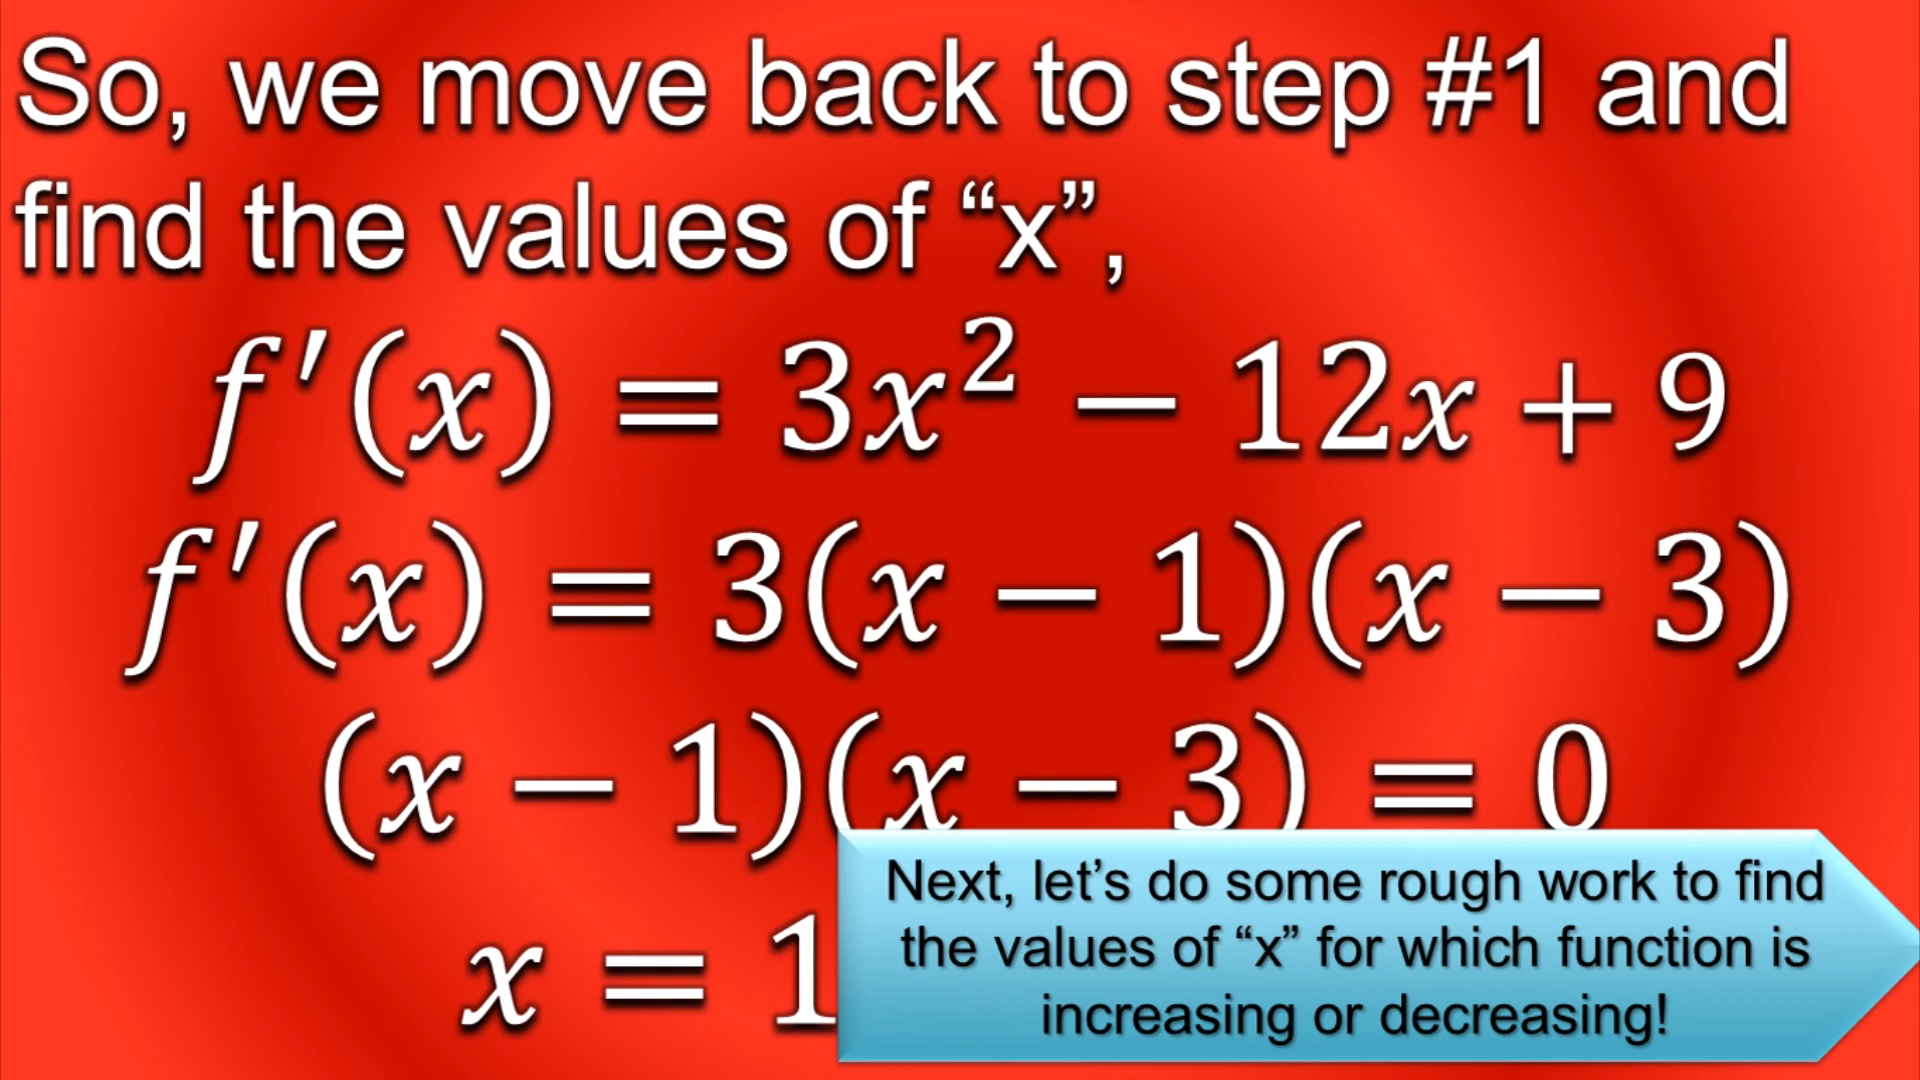 So, we move back to step #1 and
find the values of “x”,
f′(x) = 3x² − 12x + 9
f′(x) = 3(x − 1)(x − 3)
(x − 1)(x − 3) = 0
x = 1
Next, let’s do some rough work to find
the values of “x” for which function is
increasing or decreasing!